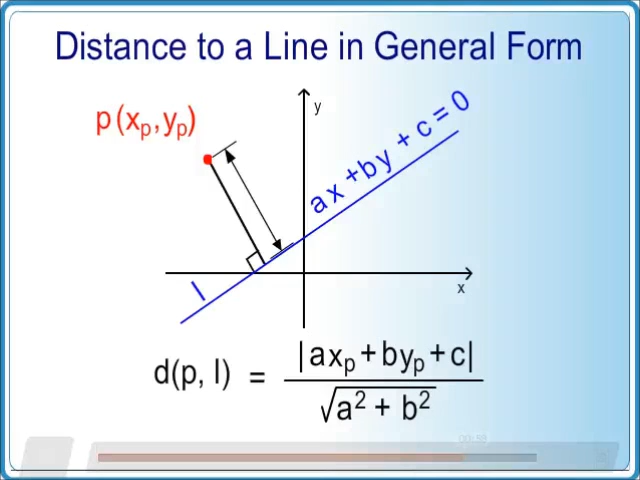 Distance to a Line in General Form
p(xₚ,yₚ)
y
ax+by + c = 0
x
l
d(p, l) = |axₚ+byₚ+c|
√a² + b²